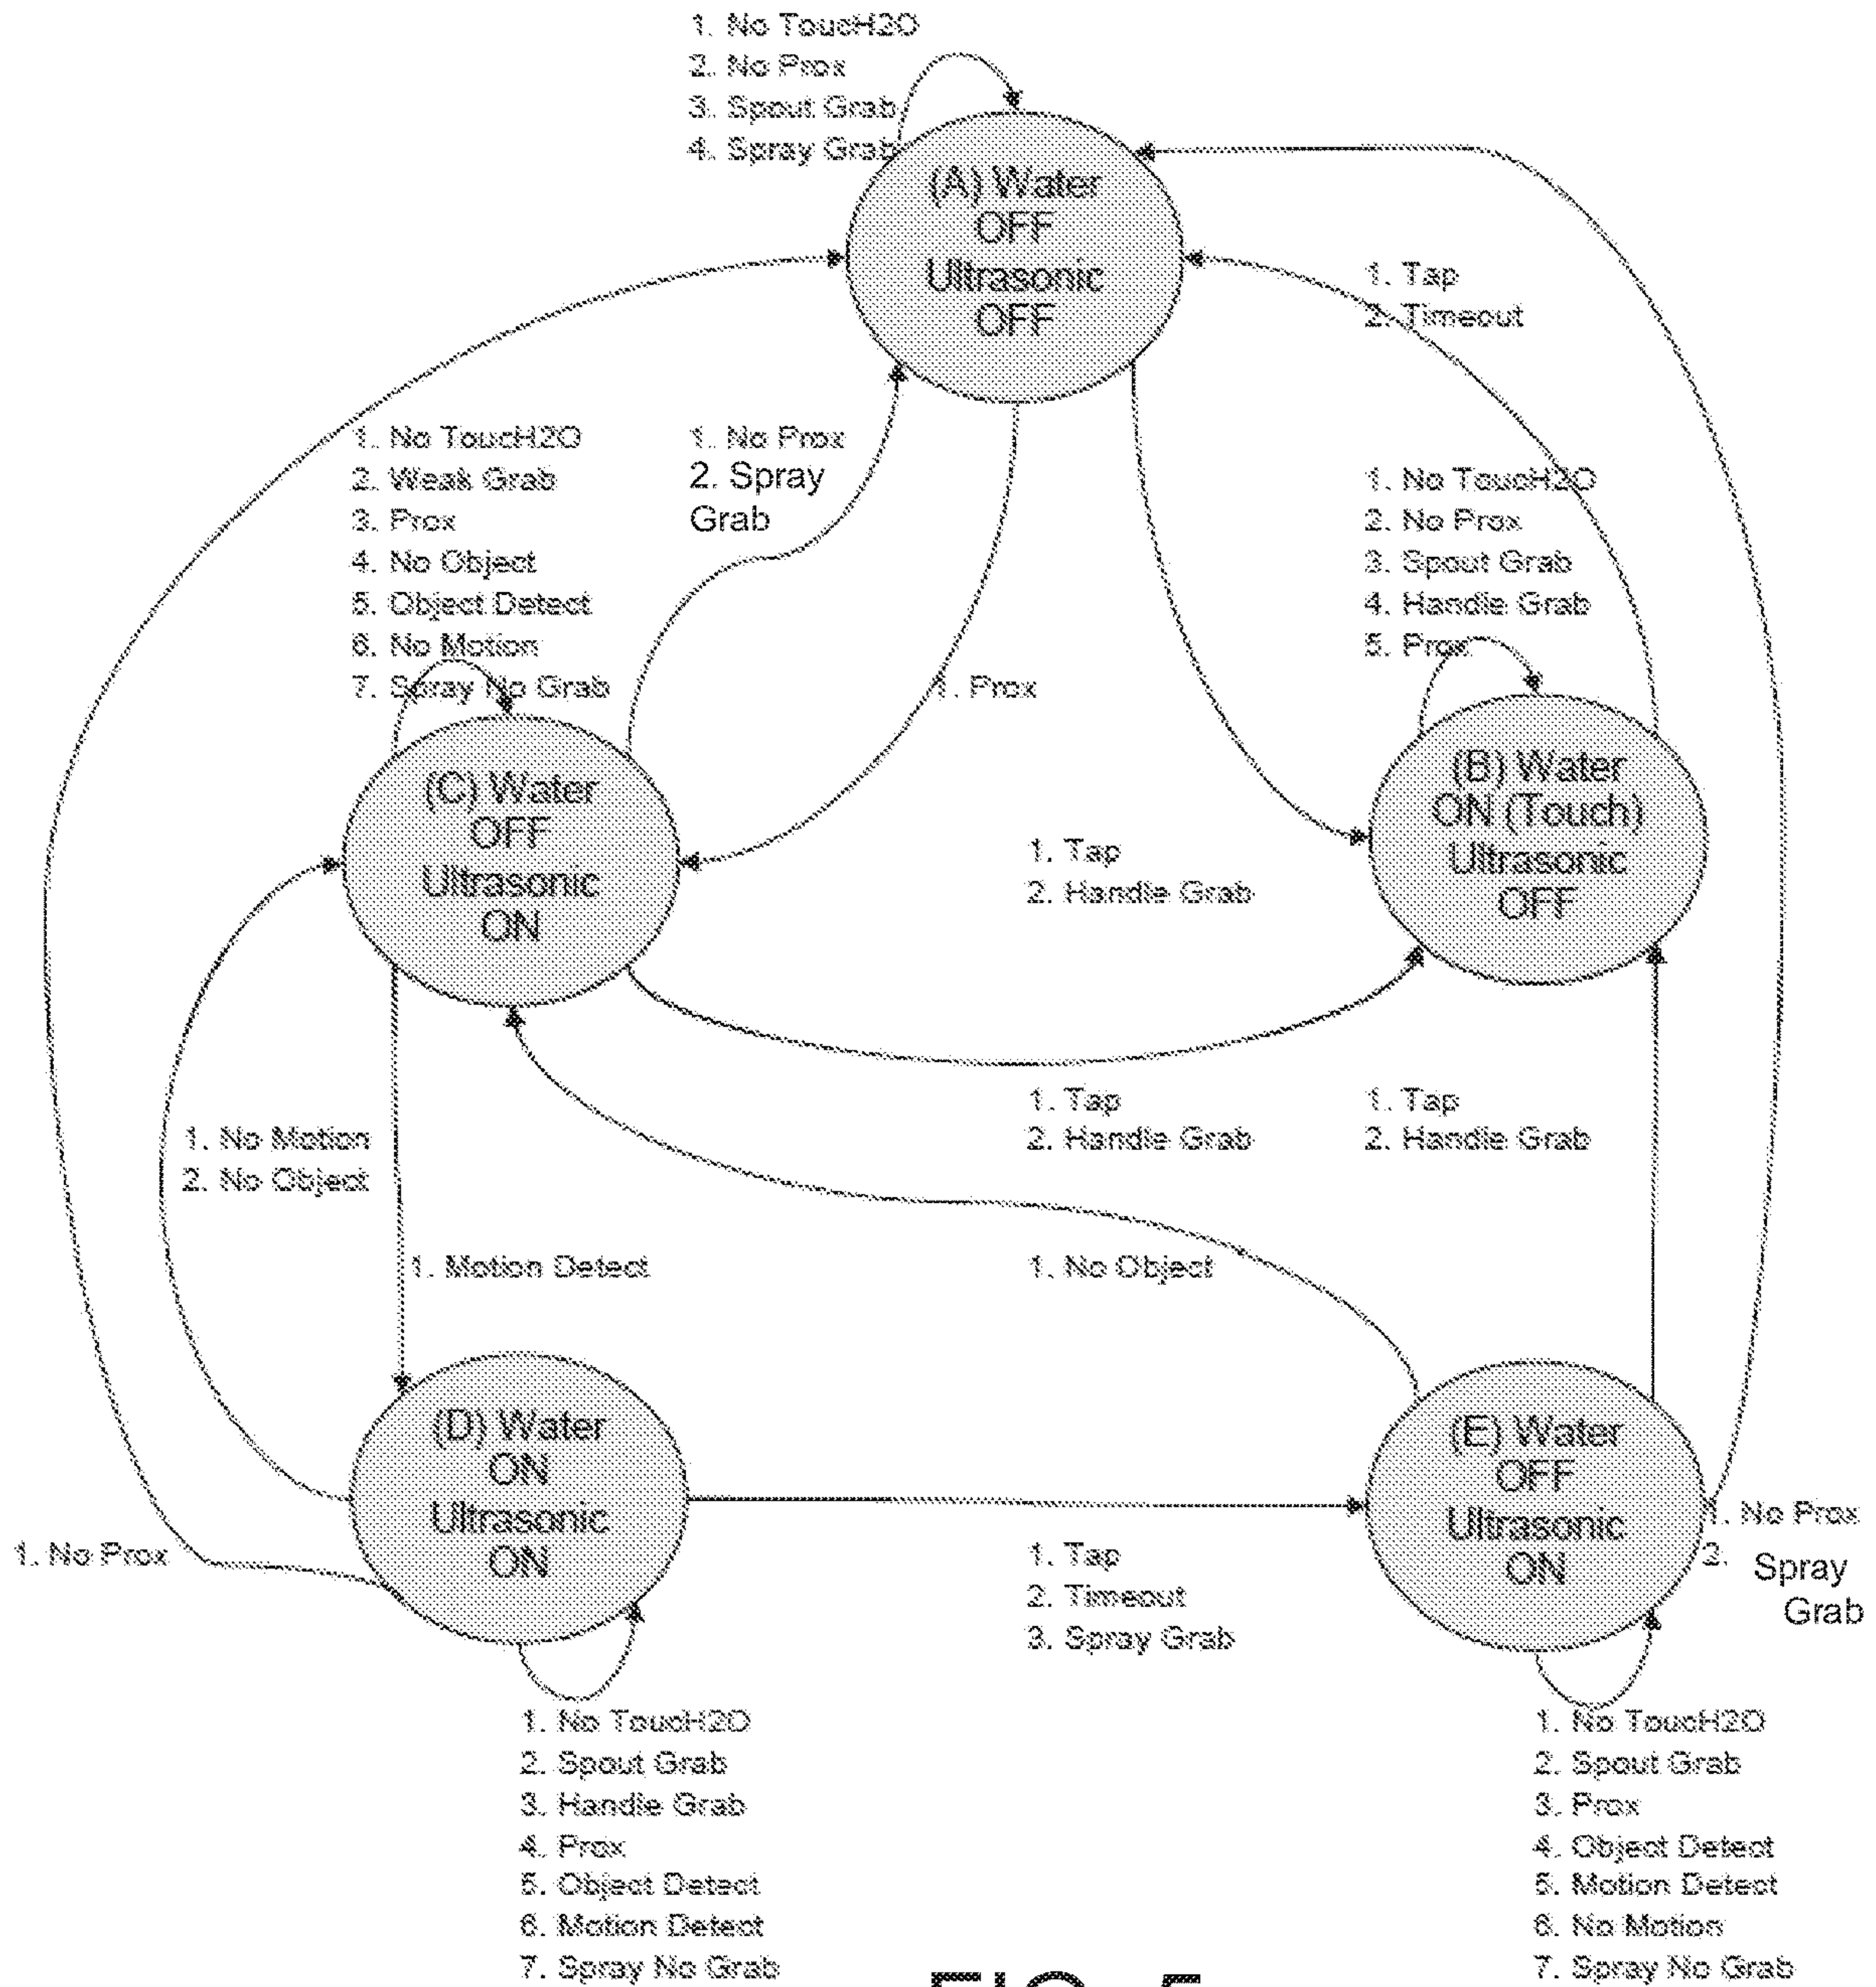 1. No ToucH2O
2. No Prox
3. Spout Grab
4. Spray Grab
(A) Water
OFF
Ultrasonic
OFF
1. Tap
2. Timeout
1. No ToucH2O
2. Weak Grab
3. Prox
4. No Object
5. Object Detect
6. No Motion
7. Spray No Grab
1. No Prox
2. Spray
Grab
1. Prox
1. No ToucH2O
2. No Prox
3. Spout Grab
4. Handle Grab
5. Prox
(C) Water
OFF
Ultrasonic
ON
(B) Water
ON (Touch)
Ultrasonic
OFF
1. Tap
2. Handle Grab
1. Tap
2. Handle Grab
1. Tap
2. Handle Grab
1. No Motion
2. No Object
1. Motion Detect
1. No Object
(D) Water
ON
Ultrasonic
ON
(E) Water
OFF
Ultrasonic
ON
1. No Prox
1. Tap
2. Timeout
3. Spray Grab
1. No Prox
2. Spray
Grab
1. No ToucH2O
2. Spout Grab
3. Handle Grab
4. Prox
5. Object Detect
6. Motion Detect
7. Spray No Grab
1. No ToucH2O
2. Spout Grab
3. Prox
4. Object Detect
5. Motion Detect
6. No Motion
7. Spray No Grab
FIG. 5